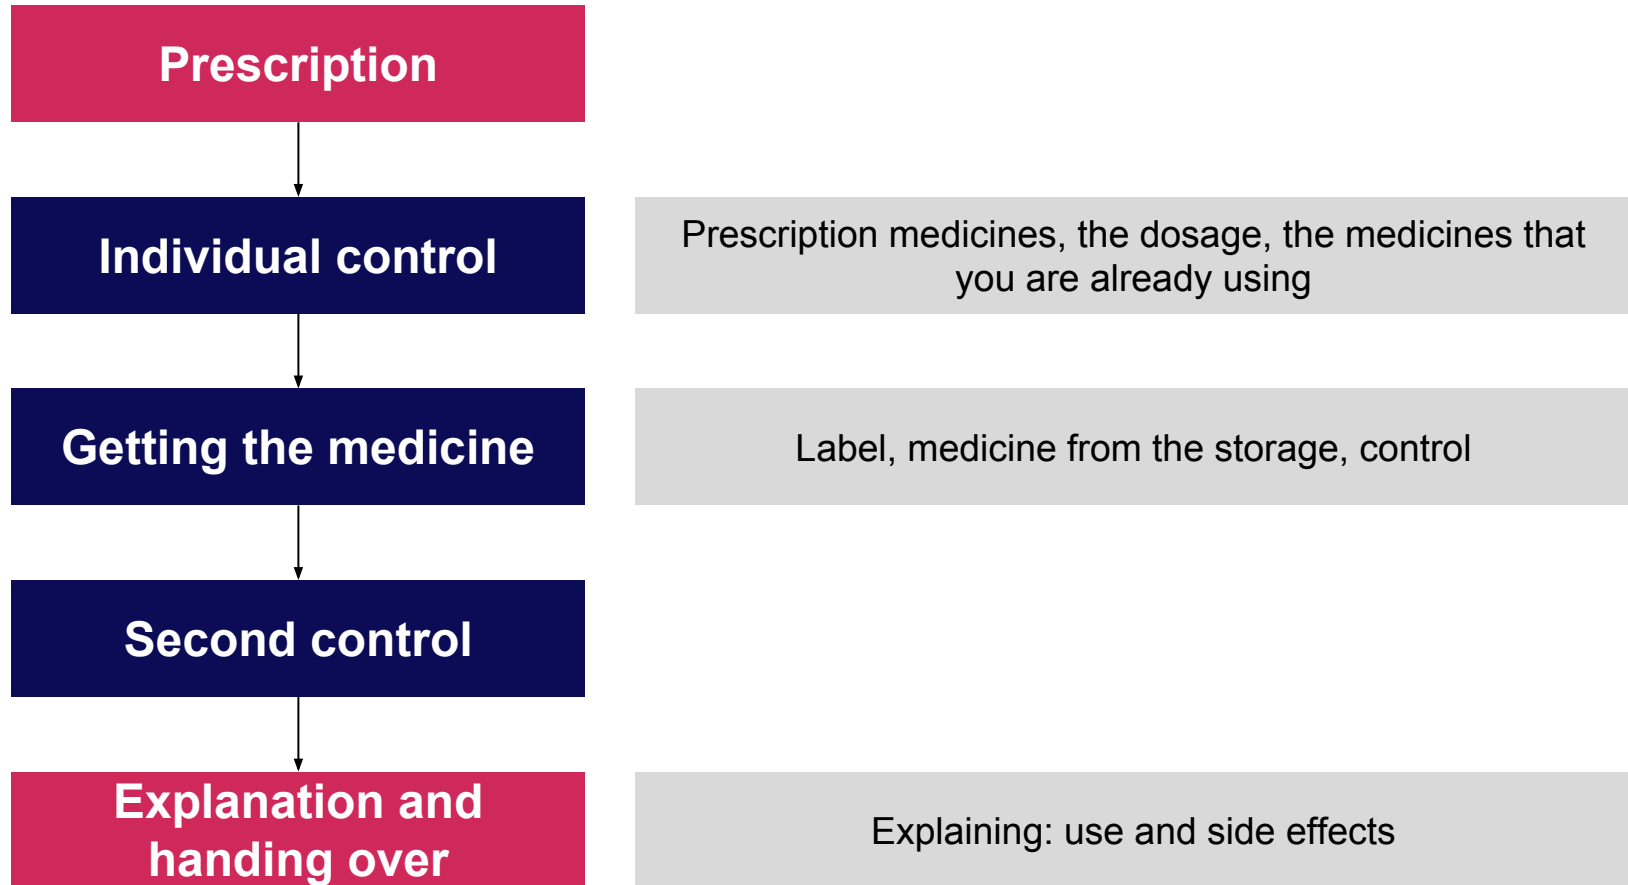 Prescription
Individual control
Prescription medicines, the dosage, the medicines that
you are already using
Getting the medicine
Label, medicine from the storage, control
Second control
Explanation and
handing over
Explaining: use and side effects